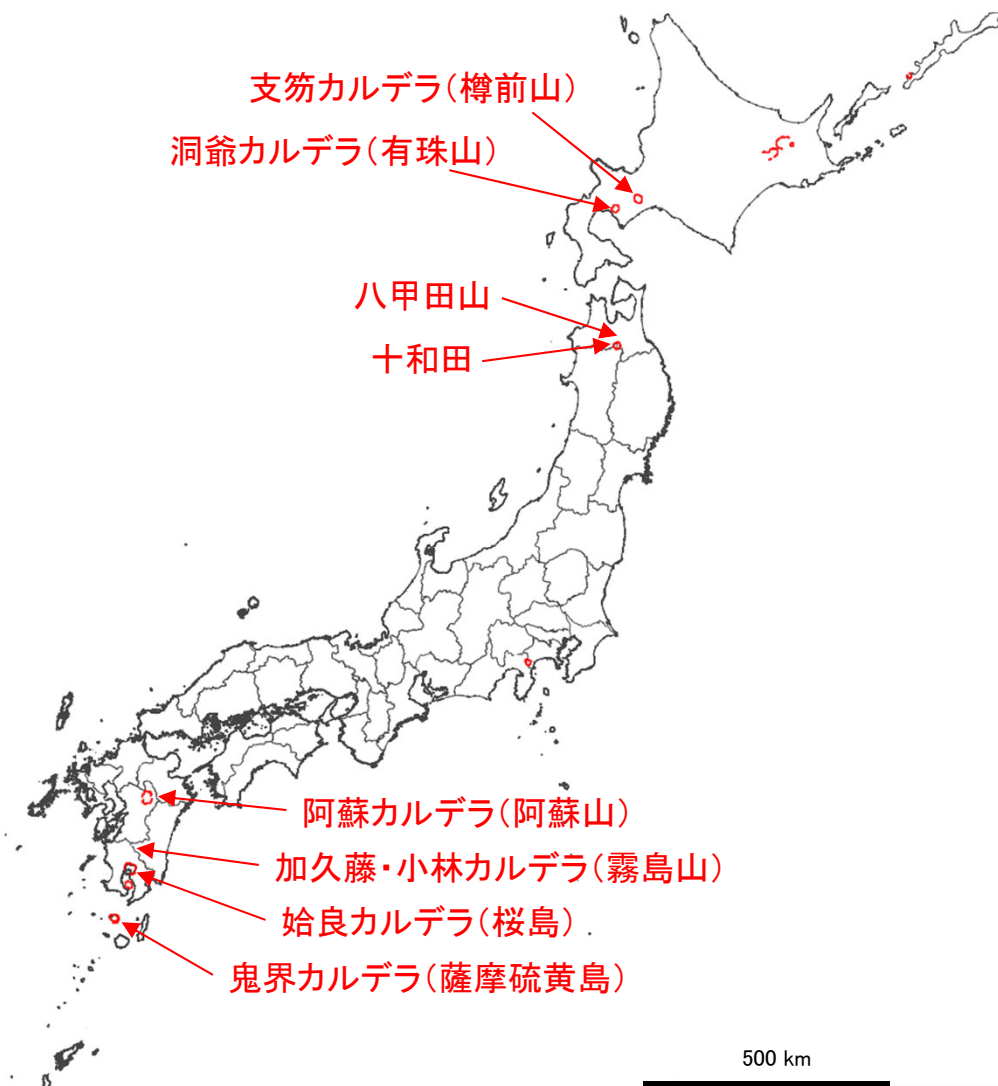 支笏カルデラ(樽前山)
洞爺カルデラ(有珠山)
八甲田山
十和田
阿蘇カルデラ(阿蘇山)
加久藤・小林カルデラ(霧島山)
姶良カルデラ(桜島)
鬼界カルデラ(薩摩硫黄島)
500 km